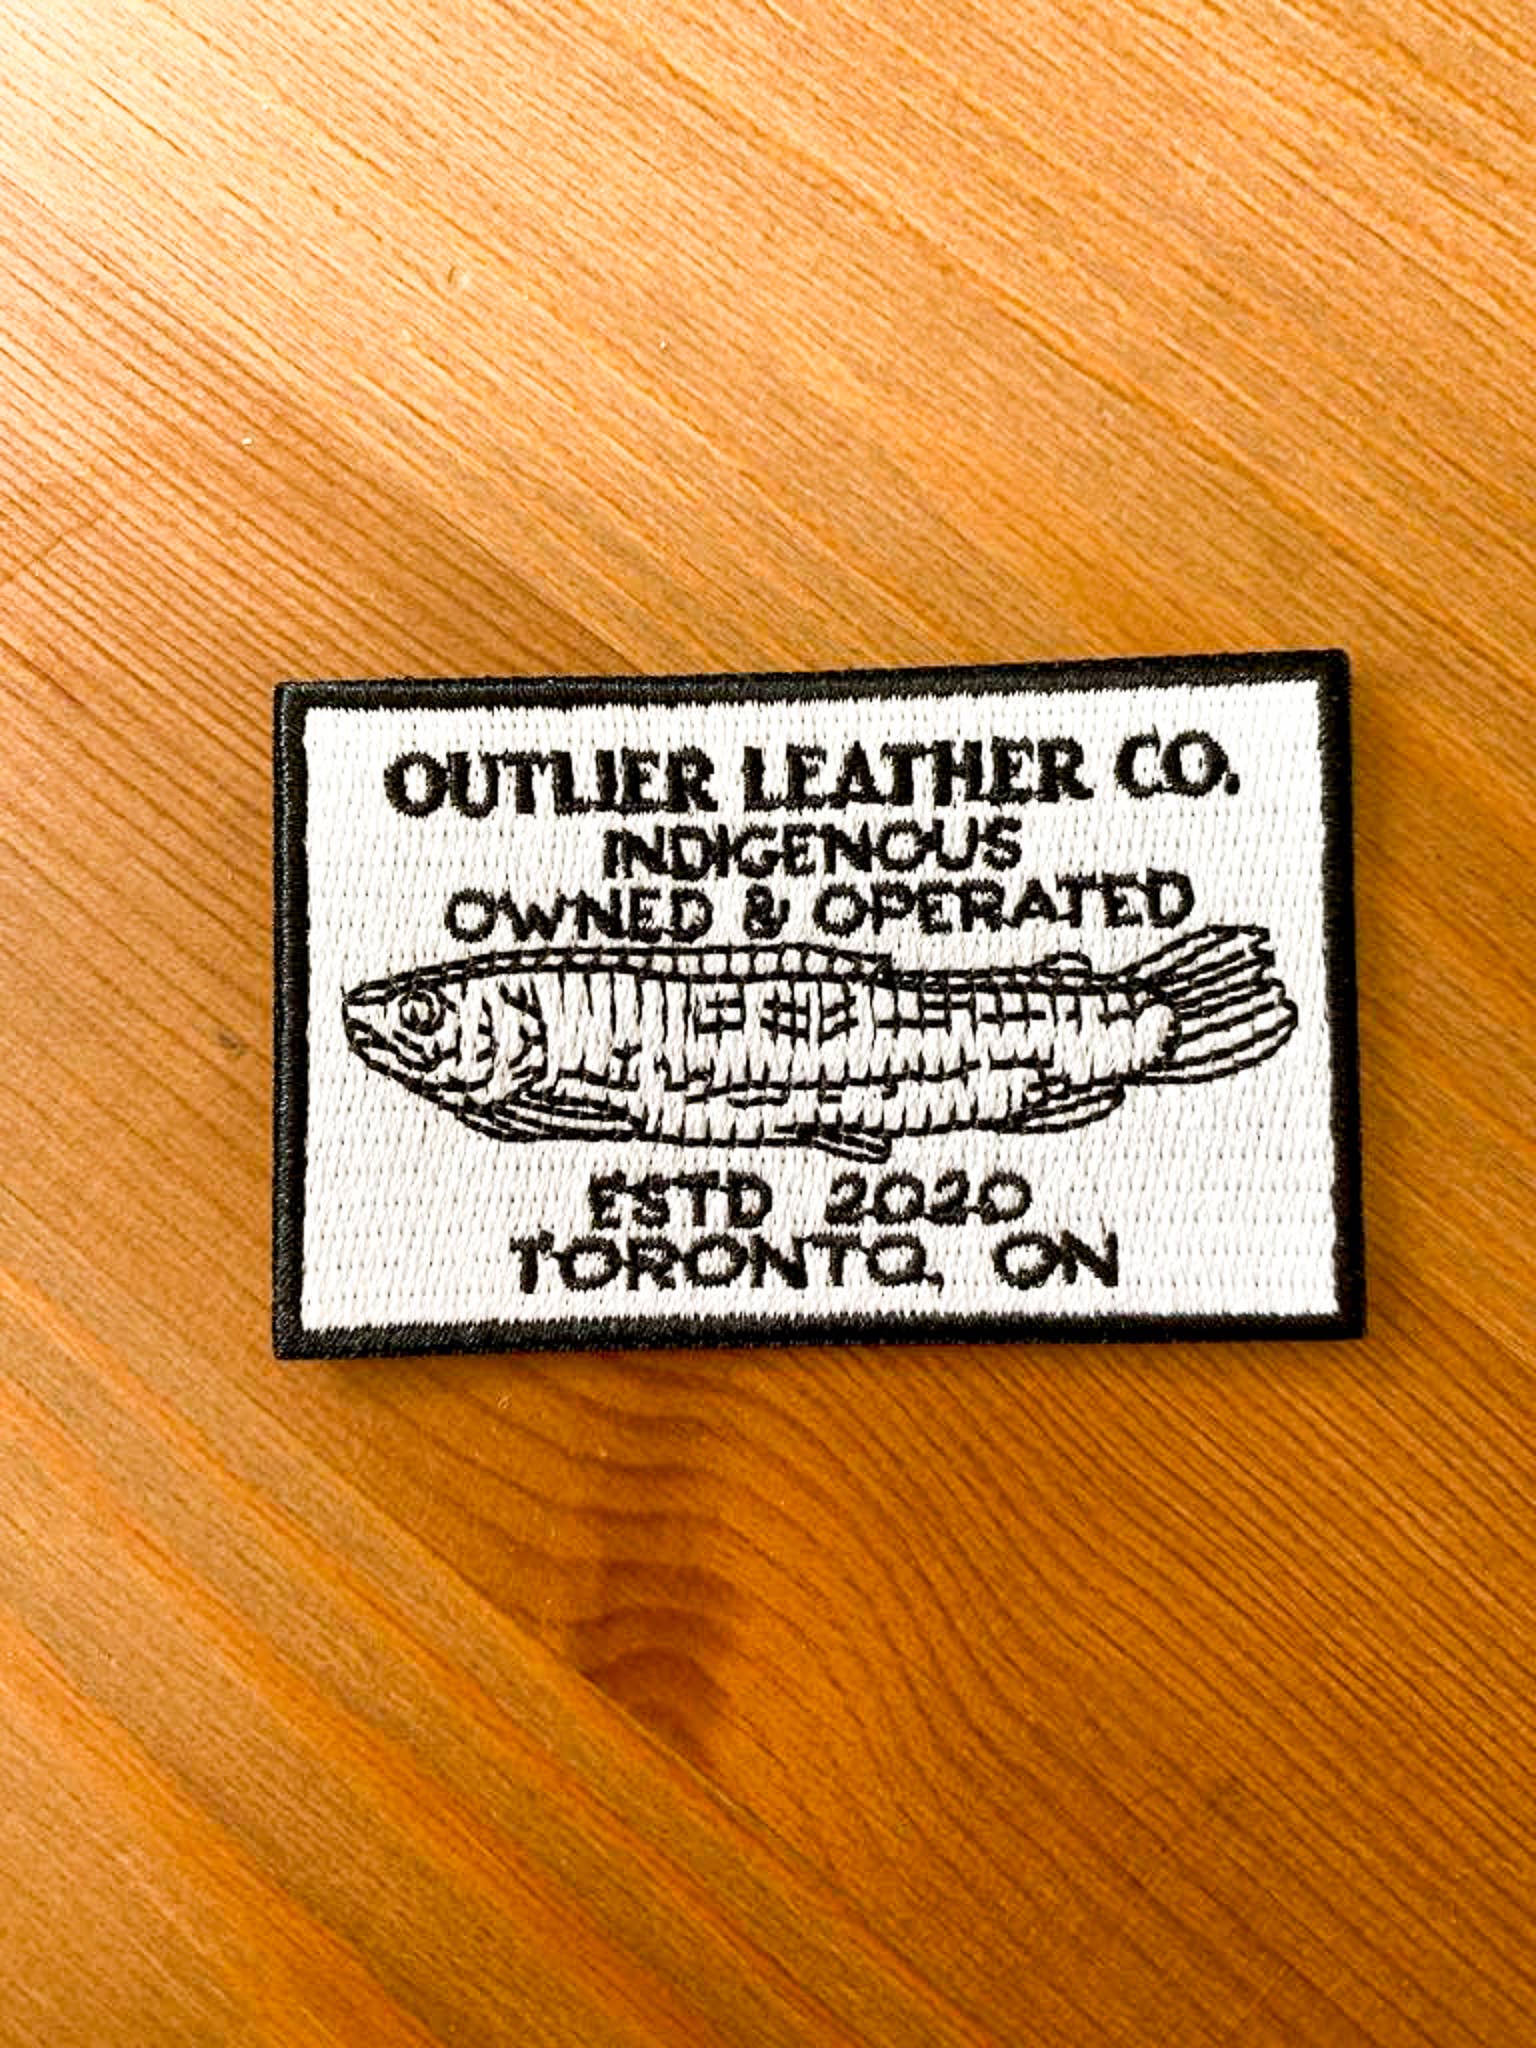 OUTLIER LEATHER CO.
INDIGENOUS
OWNED & OPERATED
ESTD 2020
TORONTO, ON